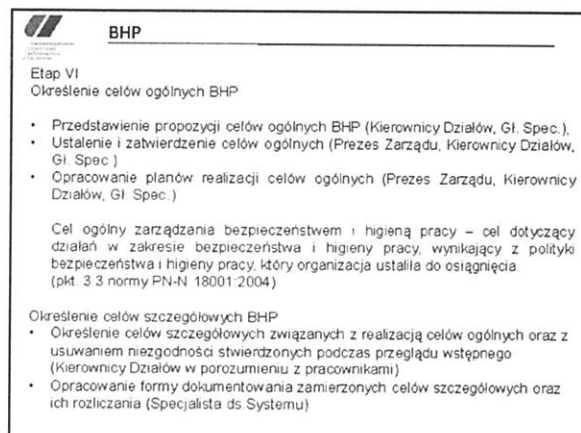 BHP
Etap VI
Określenie celów ogólnych BHP
• Przedstawienie propozycji celów ogólnych BHP (Kierownicy Działów, Gł. Spec.),
• Ustalenie i zatwierdzenie celów ogólnych (Prezes Zarządu, Kierownicy Działów,
Gł. Spec.)
• Opracowanie planów realizacji celów ogólnych (Prezes Zarządu, Kierownicy
Działów, Gł. Spec.)
Cel ogólny zarządzania bezpieczeństwem i higieną pracy – cel dotyczący
działań w zakresie bezpieczeństwa i higieny pracy, wynikający z polityki
bezpieczeństwa i higieny pracy, który organizacja ustaliła do osiągnięcia.
(pkt. 3.3 normy PN-N 18001:2004)
Określenie celów szczegółowych BHP
• Określenie celów szczegółowych związanych z realizacją celów ogólnych oraz z
usuwaniem niezgodności stwierdzonych podczas przeglądu wstępnego
(Kierownicy Działów w porozumieniu z pracownikami)
• Opracowanie formy dokumentowania zamierzonych celów szczegółowych oraz
ich rozliczania (Specjalista ds Systemu)